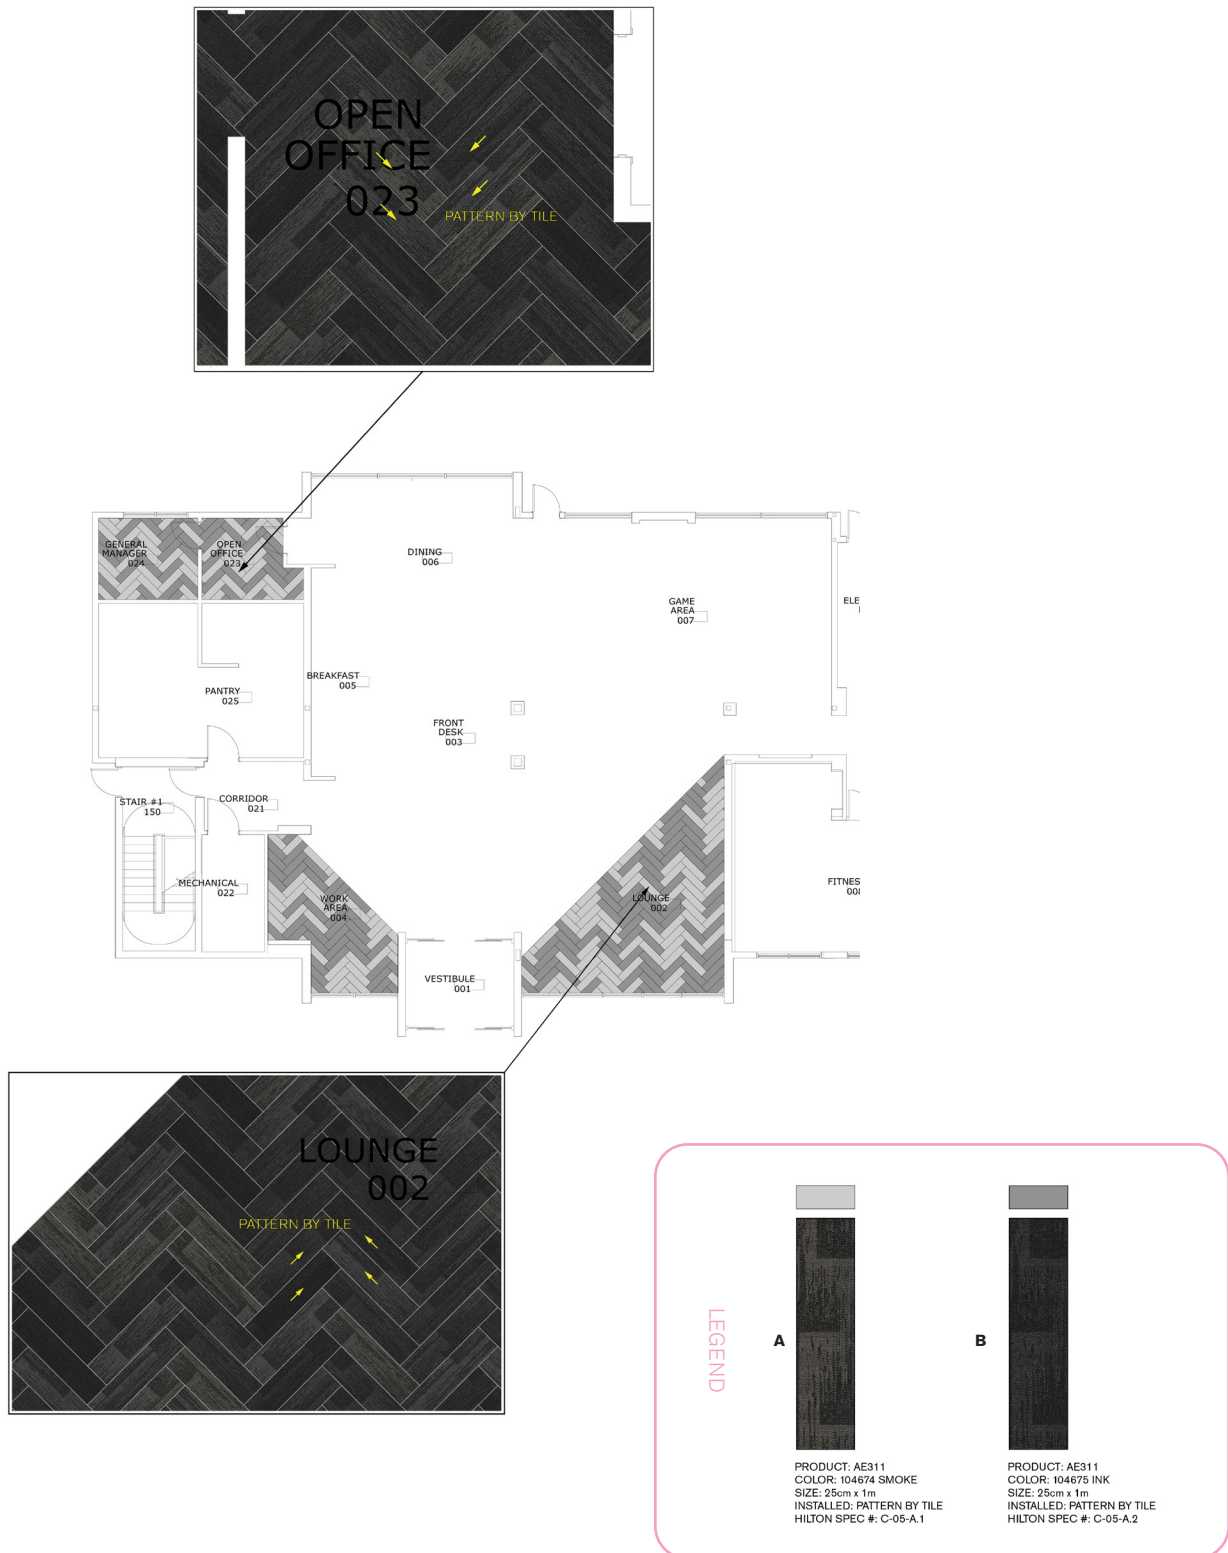 OPEN
OFFICE
023
PATTERN BY TILE
GENERAL
MANAGER
024
OPEN
OFFICE
023
DINING
006
GAME
AREA
007
ELE
BREAKFAST
005
PANTRY
025
FRONT
DESK
003
STAIR #1
150
CORRIDOR
021
MECHANICAL
022
WORK
AREA
004
LOUNGE
002
FITNES
VESTIBULE
001
LOUNGE
002
PATTERN BY TILE
LEGEND
A
B
PRODUCT: AE311
COLOR: 104674 SMOKE
SIZE: 25cm x 1m
INSTALLED: PATTERN BY TILE
HILTON SPEC #: C-05-A.1
PRODUCT: AE311
COLOR: 104675 INK
SIZE: 25cm x 1m
INSTALLED: PATTERN BY TILE
HILTON SPEC #: C-05-A.2